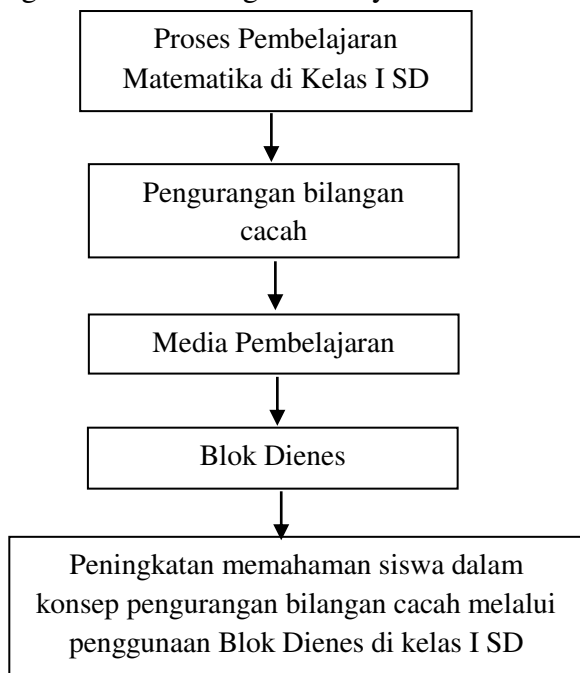 Proses Pembelajaran
Matematika di Kelas I SD
Pengurangan bilangan
cacah
Media Pembelajaran
Blok Dienes
Peningkatan memahaman siswa dalam
konsep pengurangan bilangan cacah melalui
penggunaan Blok Dienes di kelas I SD